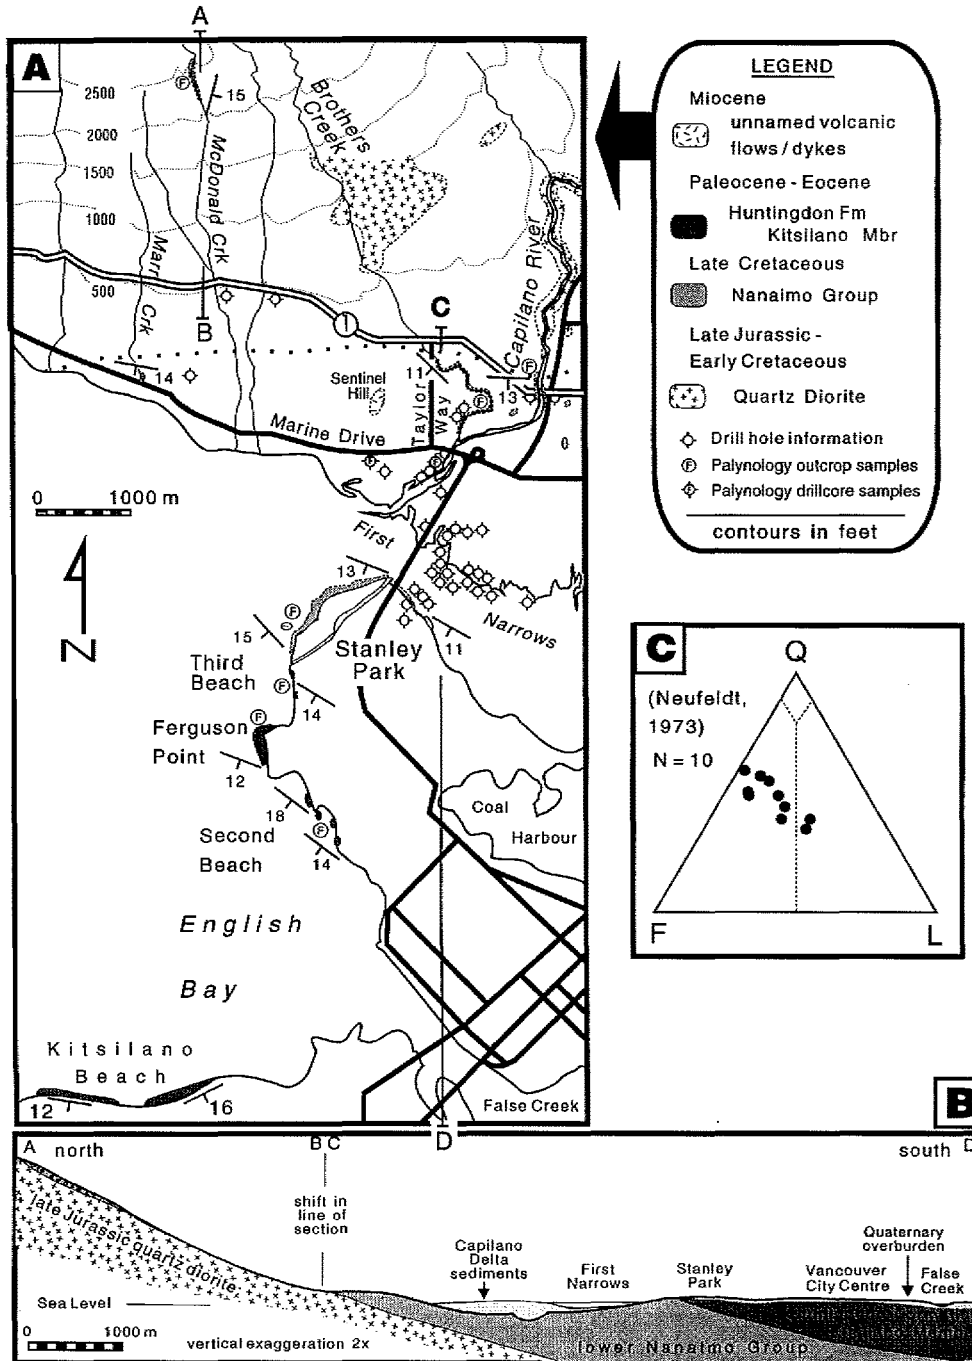 A
A
2500
2000
1500
1000
500
F
15
McDonald Crk
Brothers
Creek
Marr Crk
Capilano River
B
1
C
14
11
13
F
F
Sentinel
Hill
Taylor
Way
Marine Drive
0 1000 m
N
First
Narrows
13
11
F
15
Stanley
Park
Third
Beach
F
14
F
Ferguson
Point
12
18
Second
Beach
F
14
Coal
Harbour
English
Bay
Kitsilano
Beach
12
16
False Creek
D
LEGEND
Miocene
unnamed volcanic
flows / dykes
Paleocene - Eocene
Huntingdon Fm
Kitsilano Mbr
Late Cretaceous
Nanaimo Group
Late Jurassic -
Early Cretaceous
Quartz Diorite
Drill hole information
F Palynology outcrop samples
F Palynology drillcore samples
contours in feet
C
Q
(Neufeldt,
1973)
N = 10
F
L
B
A north
B C
south D
shift in
line of
section
late Jurassic quartz diorite
Sea Level
0 1000 m
vertical exaggeration 2x
Capilano
Delta
sediments
First
Narrows
Stanley
Park
Quaternary
overburden
Vancouver
City Centre
False
Creek
lower Nanaimo Group